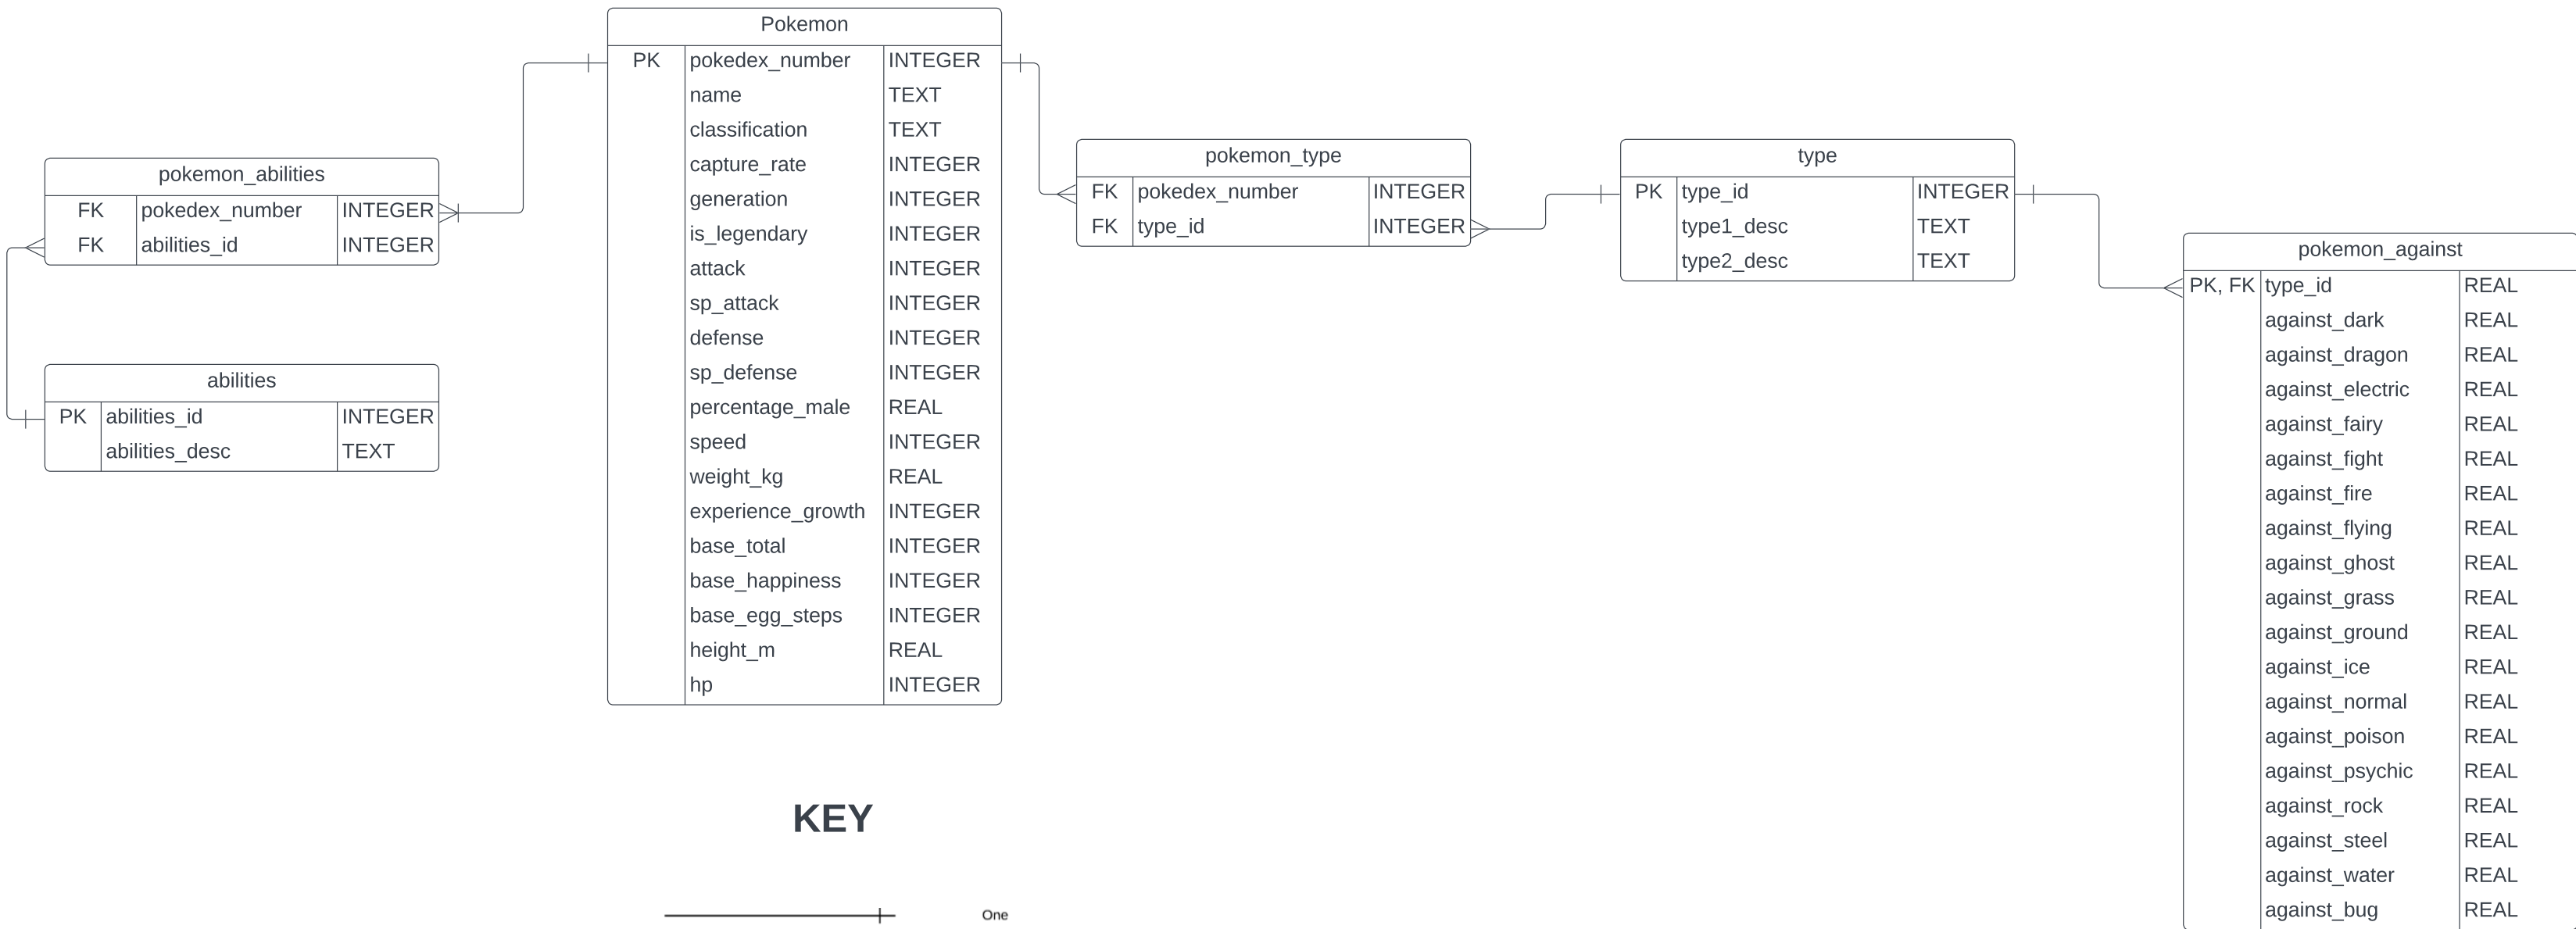 Pokemon
PK pokedex_number INTEGER
name TEXT
classification TEXT
capture_rate INTEGER
generation INTEGER
is_legendary INTEGER
attack INTEGER
sp_attack INTEGER
defense INTEGER
sp_defense INTEGER
percentage_male REAL
speed INTEGER
weight_kg REAL
experience_growth INTEGER
base_total INTEGER
base_happiness INTEGER
base_egg_steps INTEGER
height_m REAL
hp INTEGER
pokemon_abilities
FK pokedex_number INTEGER
FK abilities_id INTEGER
abilities
PK abilities_id INTEGER
abilities_desc TEXT
pokemon_type
FK pokedex_number INTEGER
FK type_id INTEGER
type
PK type_id INTEGER
type1_desc TEXT
type2_desc TEXT
pokemon_against
PK, FK type_id REAL
against_dark REAL
against_dragon REAL
against_electric REAL
against_fairy REAL
against_fight REAL
against_fire REAL
against_flying REAL
against_ghost REAL
against_grass REAL
against_ground REAL
against_ice REAL
against_normal REAL
against_poison REAL
against_psychic REAL
against_rock REAL
against_steel REAL
against_water REAL
against_bug REAL
KEY
One